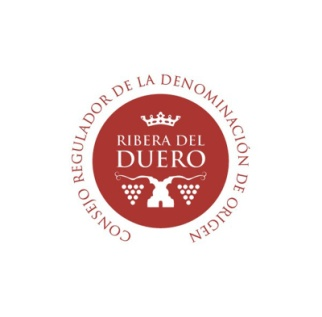 CONSEJO REGULADOR DE LA DENOMINACIÓN DE ORIGEN
RIBERA DEL
DUERO